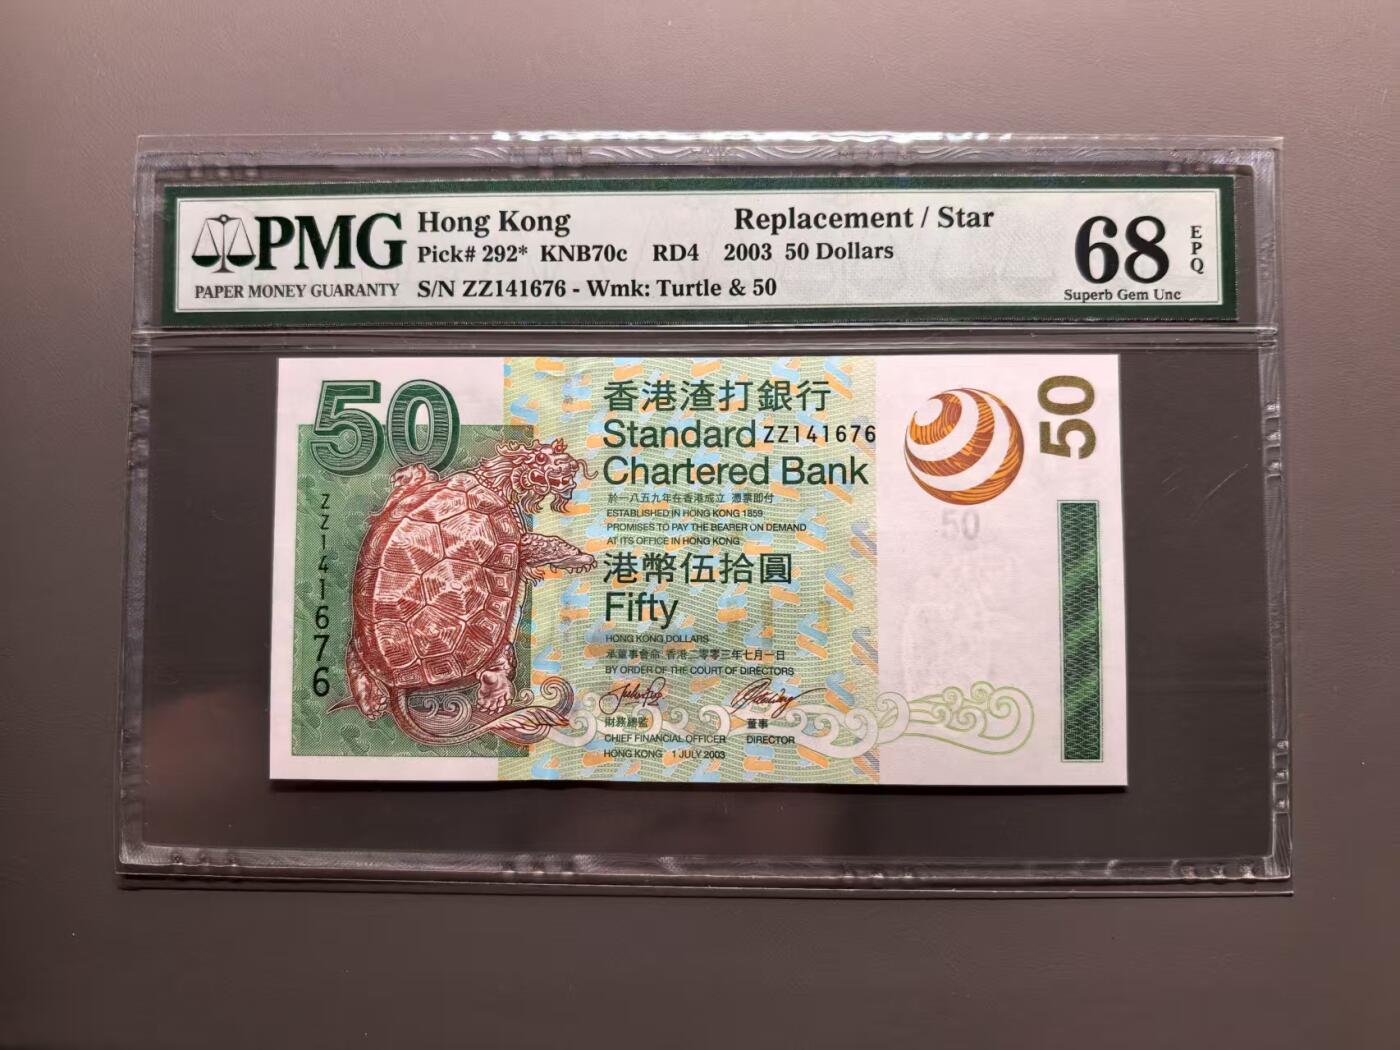 PMG
PAPER MONEY GUARANTY
Hong Kong Replacement / Star
Pick# 292* KNB70c RD4 2003 50 Dollars
S/N ZZ141676 - Wmk: Turtle & 50
68
EPQ
Superb Gem Unc
50
ZZ141676
香港渣打銀行
Standard ZZ141676
Chartered Bank
於一八五九年在香港成立 憑票即付
ESTABLISHED IN HONG KONG 1859
PROMISES TO PAY THE BEARER ON DEMAND
AT ITS OFFICE IN HONG KONG
港幣伍拾圓
Fifty
HONG KONG DOLLARS
承董事會命 香港二零零三年七月一日
BY ORDER OF THE COURT OF DIRECTORS
財務總監 董事
CHIEF FINANCIAL OFFICER DIRECTOR
HONG KONG 1 JULY 2003
50
50